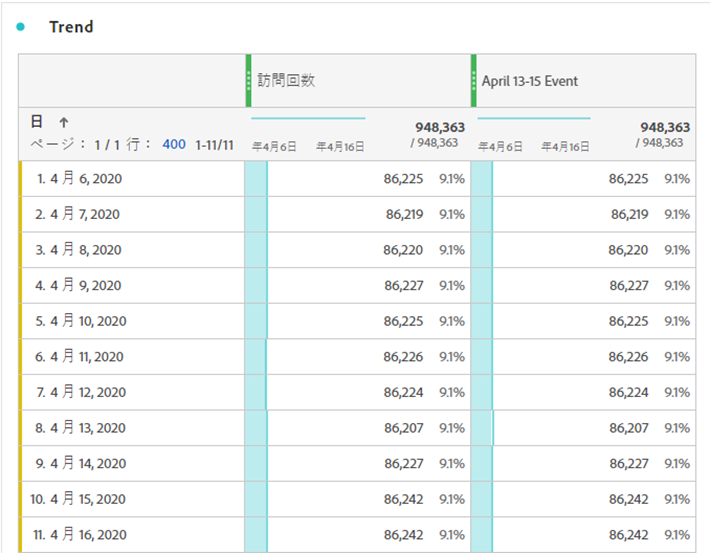 Trend
訪問回数 April 13-15 Event
日 ↑ 948,363 948,363
ページ: 1 / 1 行: 400 1-11/11 年4月6日 年4月16日 / 948,363 年4月6日 年4月16日 / 948,363
1. 4 月 6, 2020 86,225 9.1% 86,225 9.1%
2. 4 月 7, 2020 86,219 9.1% 86,219 9.1%
3. 4 月 8, 2020 86,220 9.1% 86,220 9.1%
4. 4 月 9, 2020 86,227 9.1% 86,227 9.1%
5. 4 月 10, 2020 86,225 9.1% 86,225 9.1%
6. 4 月 11, 2020 86,226 9.1% 86,226 9.1%
7. 4 月 12, 2020 86,224 9.1% 86,224 9.1%
8. 4 月 13, 2020 86,207 9.1% 86,207 9.1%
9. 4 月 14, 2020 86,227 9.1% 86,227 9.1%
10. 4 月 15, 2020 86,242 9.1% 86,242 9.1%
11. 4 月 16, 2020 86,242 9.1% 86,242 9.1%